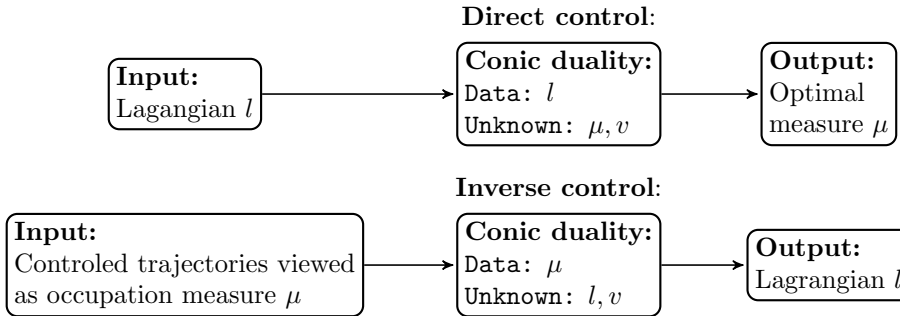 Direct control:
Input:
Lagangian l
Conic duality:
Data: l
Unknown: μ, v
Output:
Optimal
measure μ
Inverse control:
Input:
Controled trajectories viewed
as occupation measure μ
Conic duality:
Data: μ
Unknown: l, v
Output:
Lagrangian l